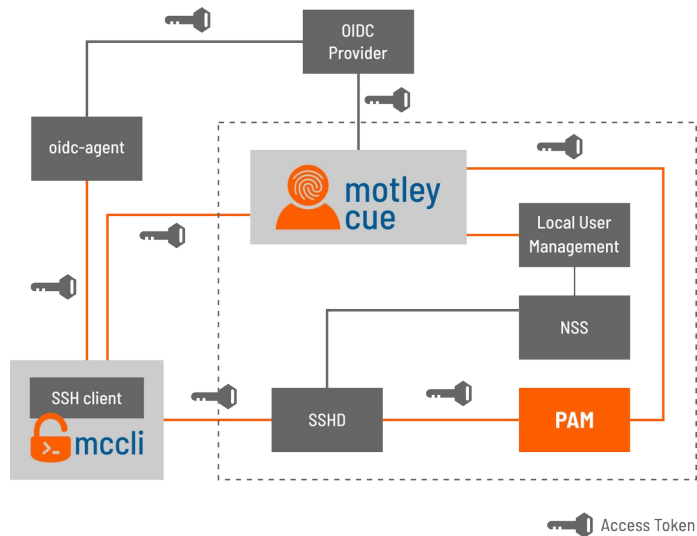 OIDC
Provider
oidc-agent
motley
cue
Local User
Management
NSS
SSH client
mccli
SSHD
PAM
Access Token